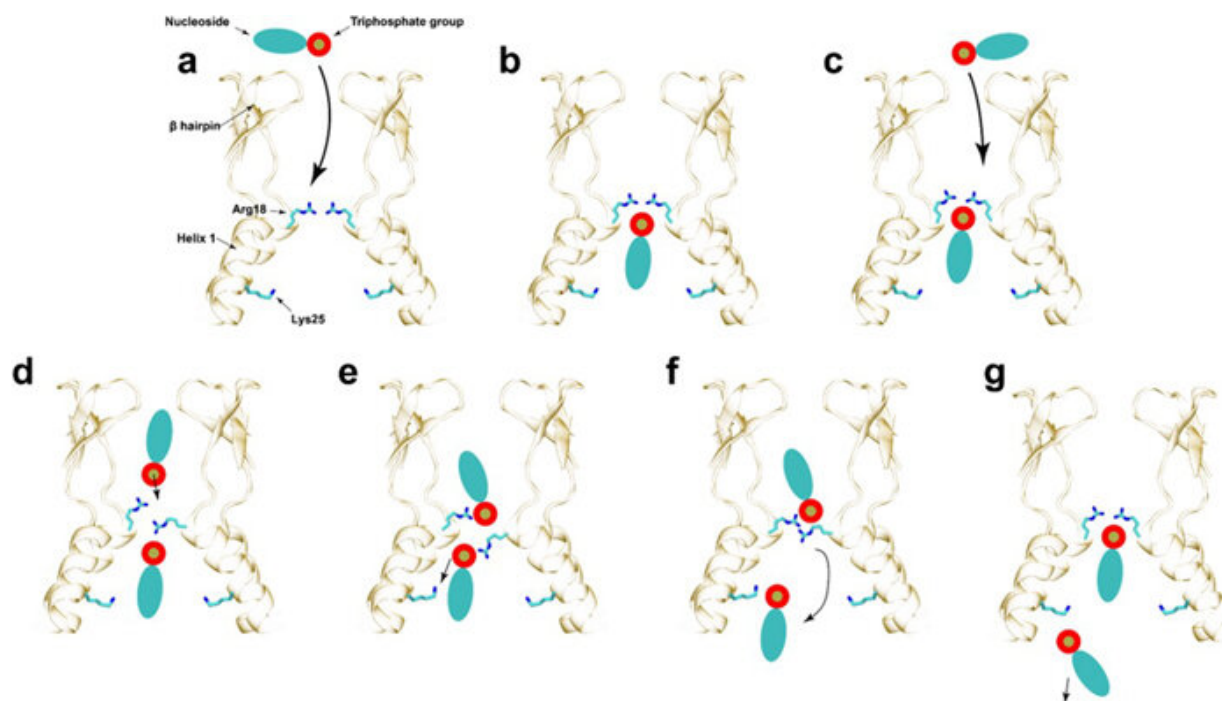 Nucleoside
Triphosphate group
a
b
c
β hairpin
Arg18
Helix 1
Lys25
d
e
f
g